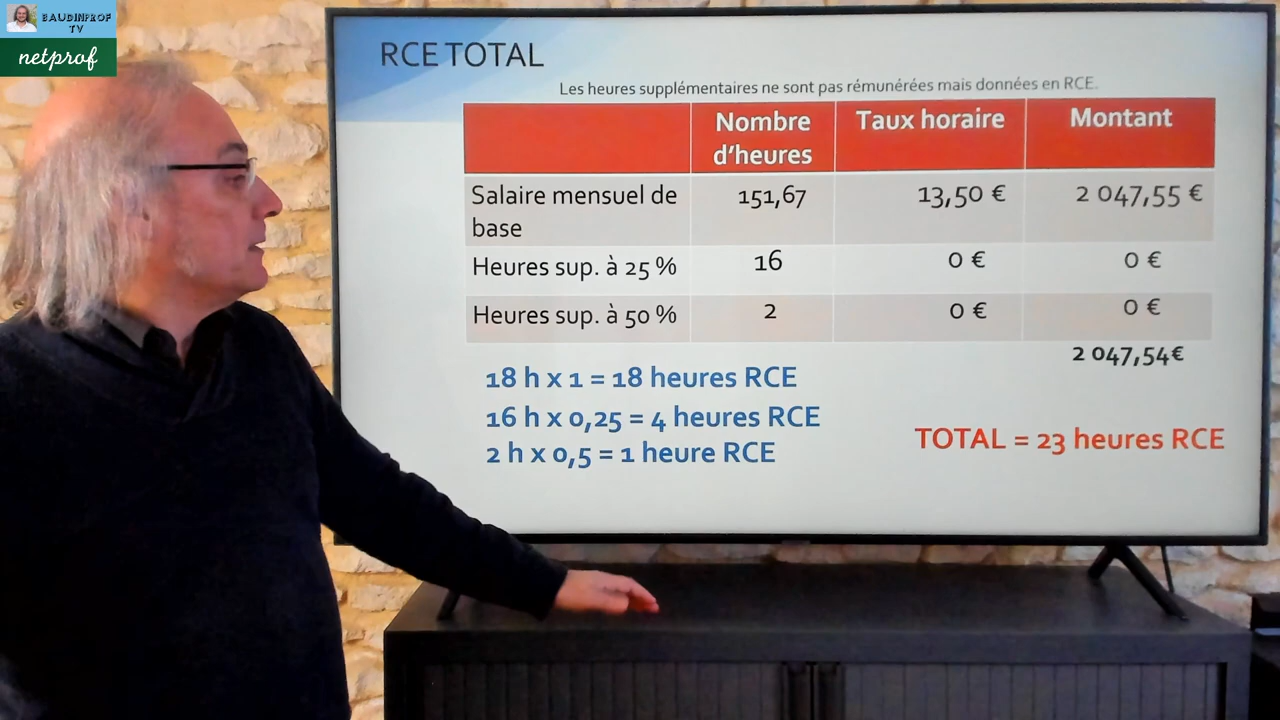 BAUDINPROF
TV
netprof
RCE TOTAL
Les heures supplémentaires ne sont pas rémunérées mais données en RCE.
Nombre d'heures Taux horaire Montant
Salaire mensuel de base 151,67 13,50 € 2 047,55 €
Heures sup. à 25 % 16 0 € 0 €
Heures sup. à 50 % 2 0 € 0 €
2 047,54€
18 h x 1 = 18 heures RCE
16 h x 0,25 = 4 heures RCE
2 h x 0,5 = 1 heure RCE
TOTAL = 23 heures RCE